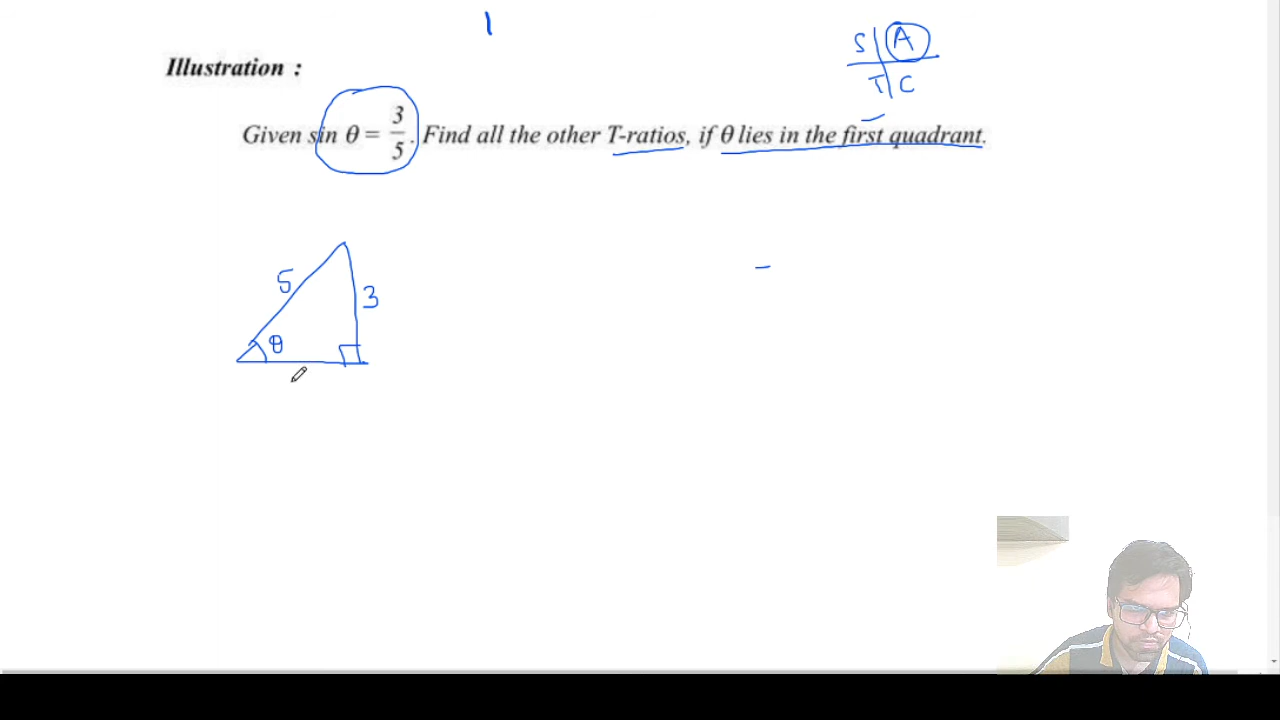 1
S A
T C
Illustration :
Given sin θ = 3/5. Find all the other T-ratios, if θ lies in the first quadrant.
5
3
θ